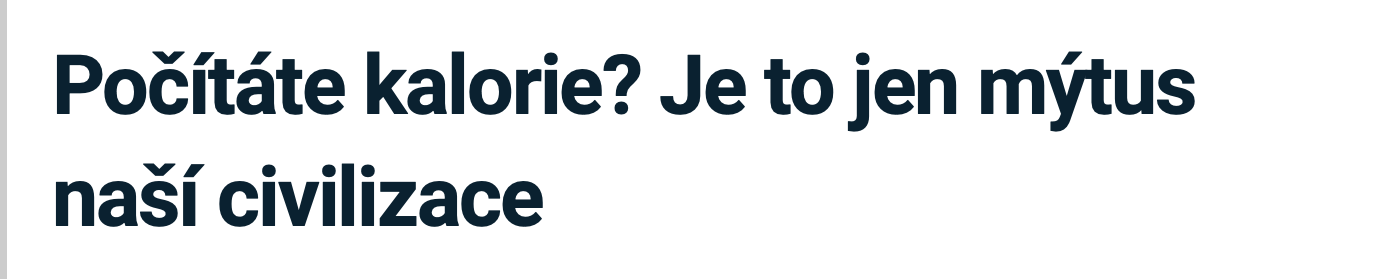 Počítáte kalorie? Je to jen mýtus
naší civilizace